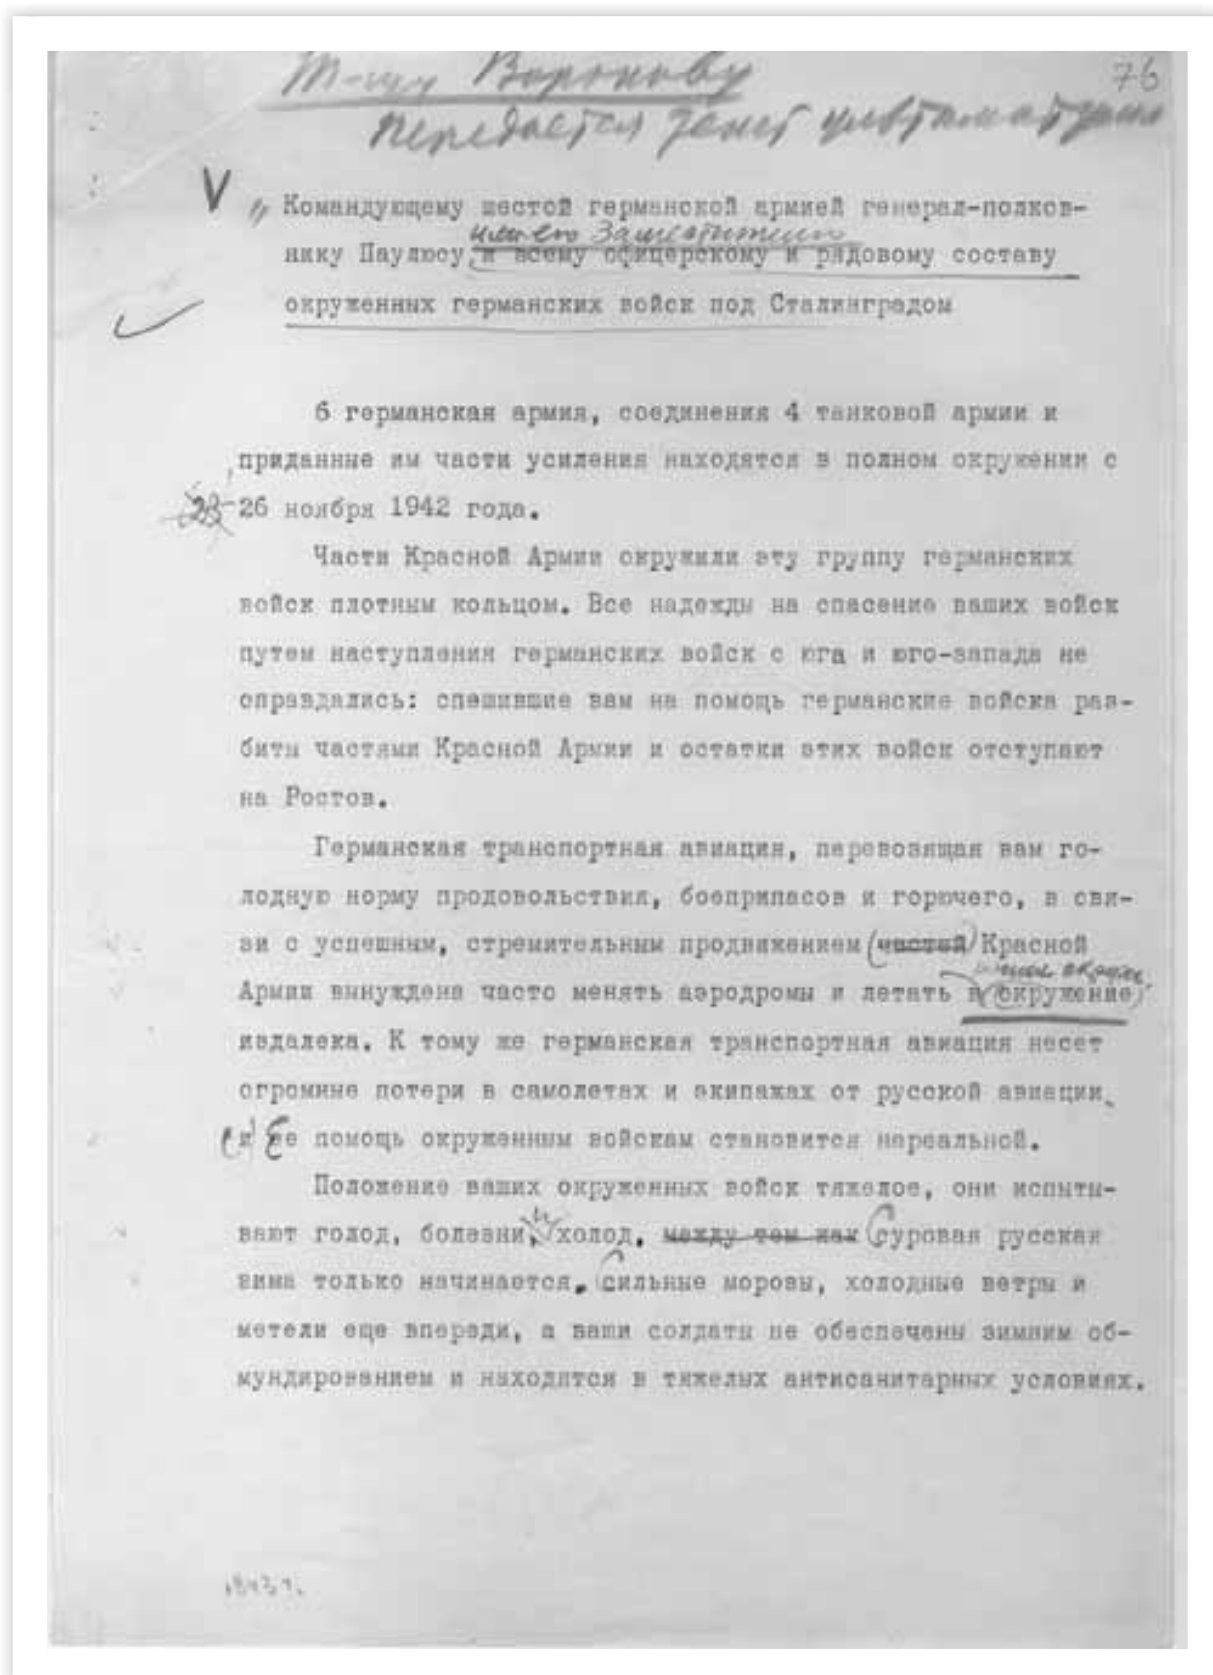 Т-щу Воронову
76
Передается
V
" Командующему шестой германской армией генерал-полков-
или его Заместителю
нику Паулюсу, и всему офицерскому и рядовому составу
окруженных германских войск под Сталинградом
6 германская армия, соединения 4 танковой армии и
приданные им части усиления находятся в полном окружении с
23 26 ноября 1942 года.
Части Красной Армии окружили эту группу германских
войск плотным кольцом. Все надежды на спасение ваших войск
путем наступления германских войск с юга и юго-запада не
оправдались: спешившие вам на помощь германские войска раз-
биты частями Красной Армии и остатки этих войск отступают
на Ростов.
Германская транспортная авиация, перевозящая вам го-
лодную норму продовольствия, боеприпасов и горючего, в свя-
зи с успешным, стремительным продвижением (частей) Красной
Армии вынуждена часто менять аэродромы и летать в (окружение)
издалека. К тому же германская транспортная авиация несет
огромные потери в самолетах и экипажах от русской авиации.
(и) Ее помощь окруженным войскам становится нереальной.
Положение ваших окруженных войск тяжелое, они испыты-
и
вают голод, болезни, холод. между тем как Суровая русская
зима только начинается. Сильные морозы, холодные ветры и
метели еще впереди, а ваши солдаты не обеспечены зимним об-
мундированием и находятся в тяжелых антисанитарных условиях.